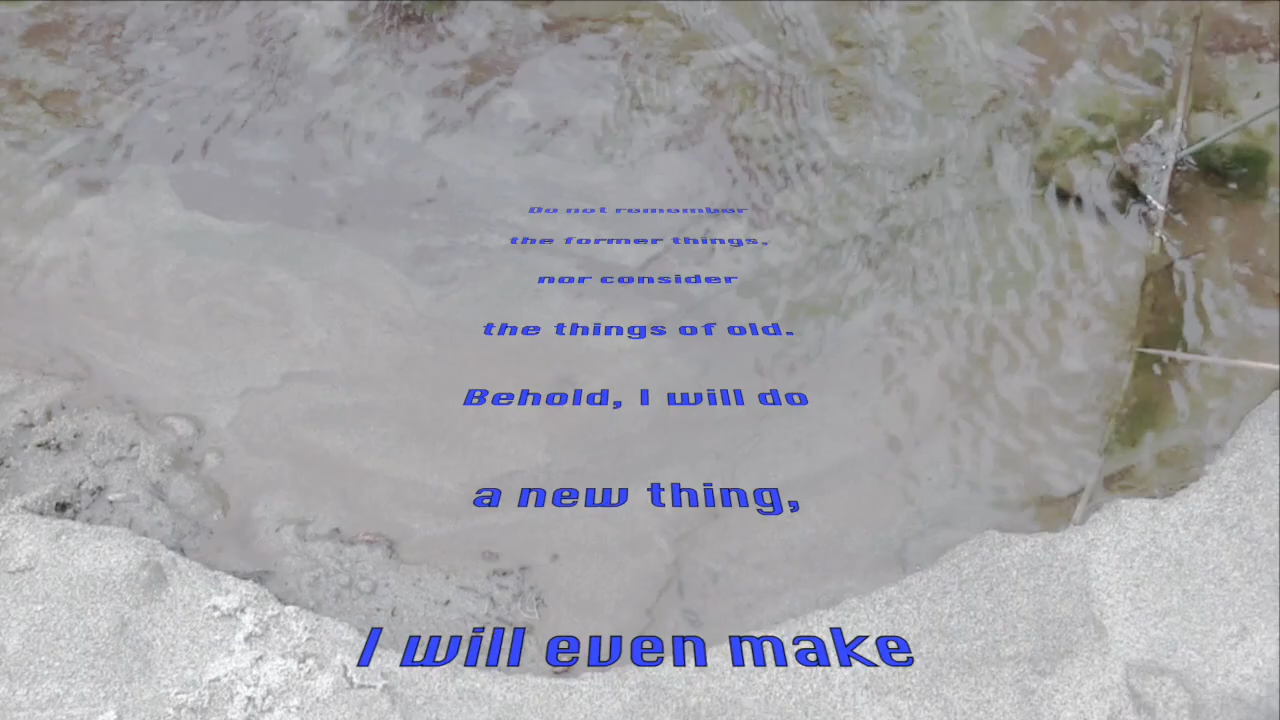 Do not remember
the former things,
nor consider
the things of old.
Behold, I will do
a new thing,
I will even make